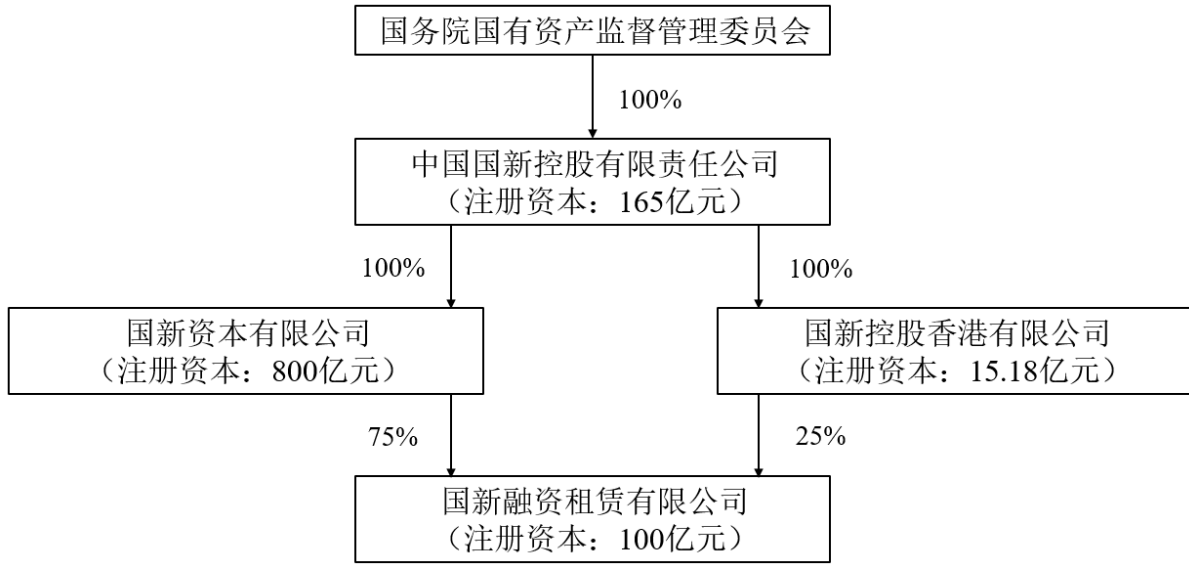 国务院国有资产监督管理委员会
100%
中国国新控股有限责任公司
（注册资本：165亿元）
100%
100%
国新资本有限公司
（注册资本：800亿元）
国新控股香港有限公司
（注册资本：15.18亿元）
75%
25%
国新融资租赁有限公司
（注册资本：100亿元）